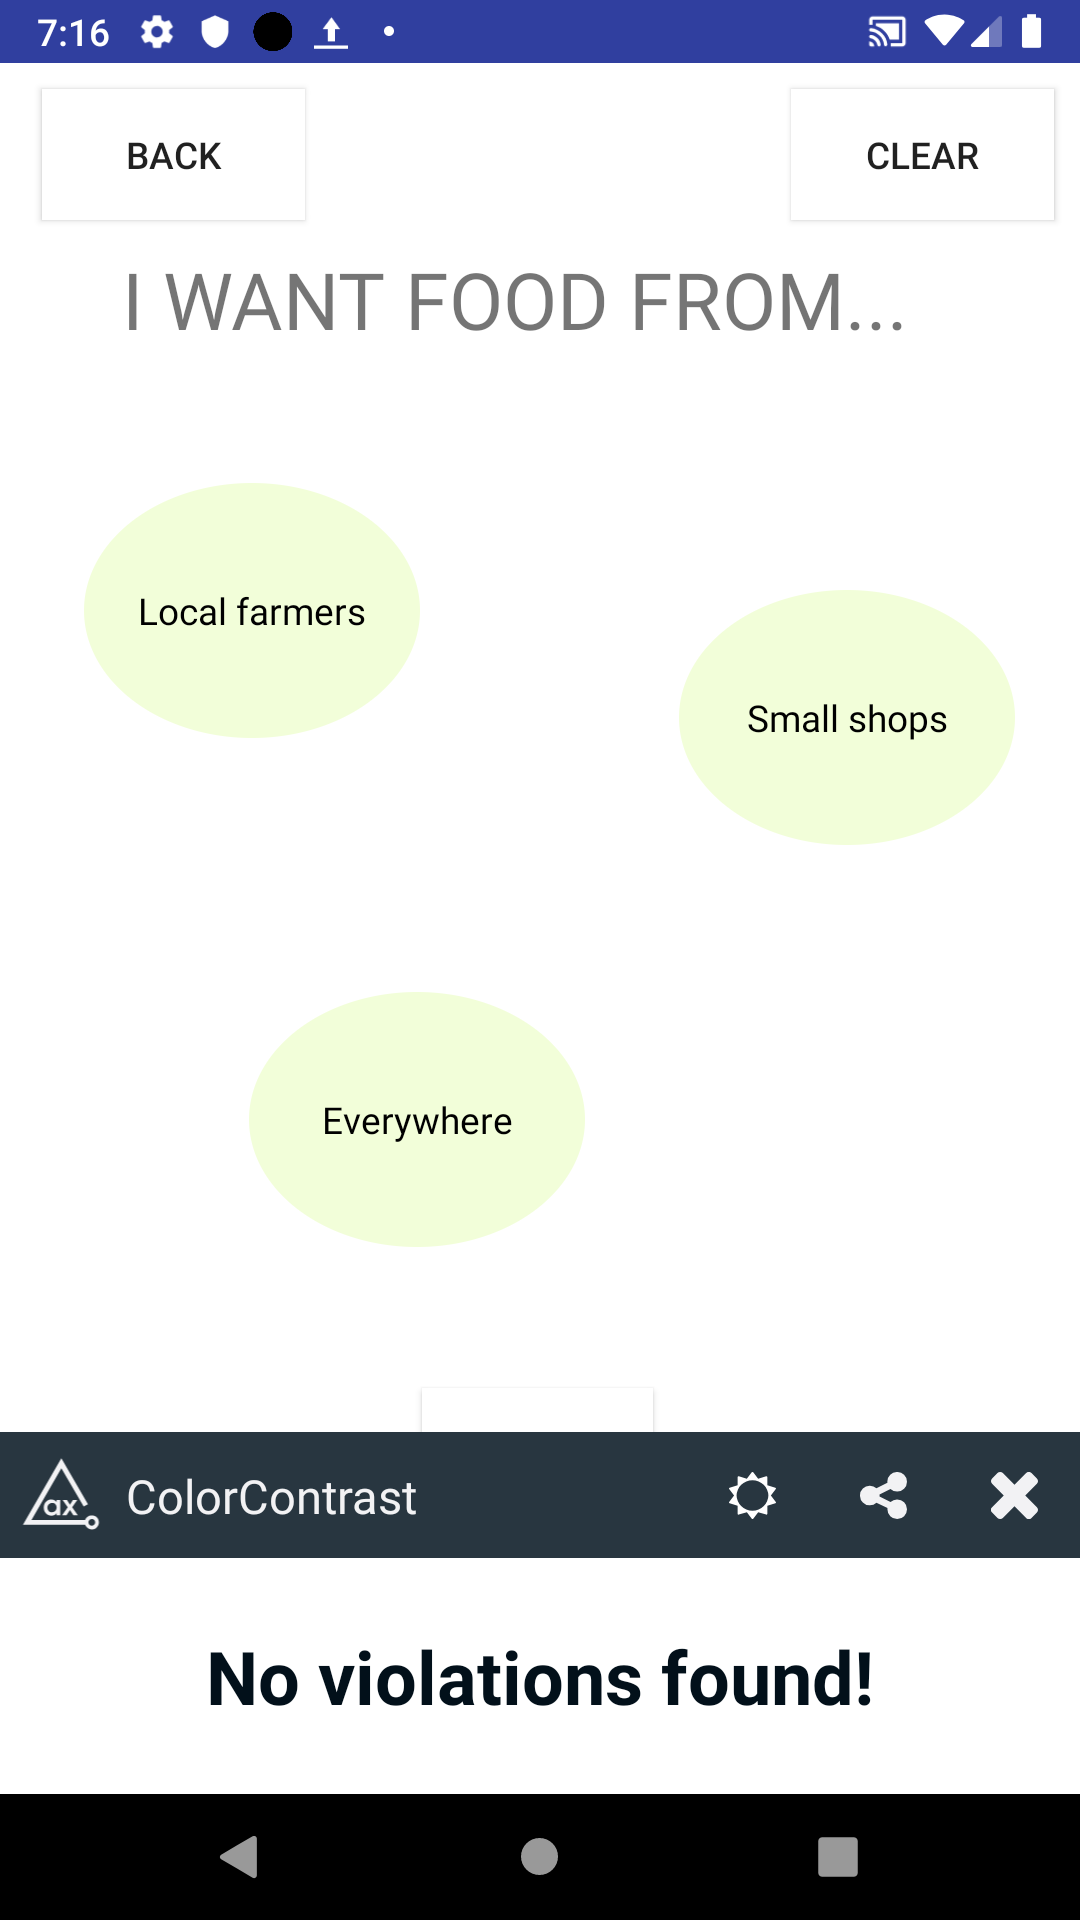 7:16
BACK
CLEAR
I WANT FOOD FROM...
Local farmers
Small shops
Everywhere
ax
ColorContrast
No violations found!